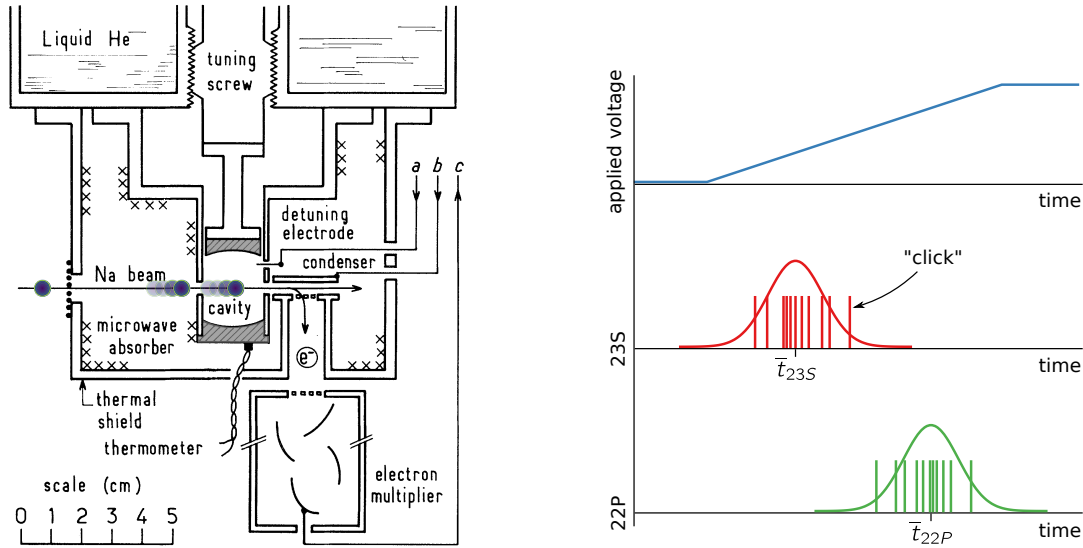 Liquid He
tuning
screw
a b c
detuning
electrode
condenser
Na beam
cavity
microwave
absorber
e⁻
thermal
shield
thermometer
electron
multiplier
scale (cm)
0 1 2 3 4 5
applied voltage
time
"click"
23S
t̅23S
time
22P
t̅22P
time